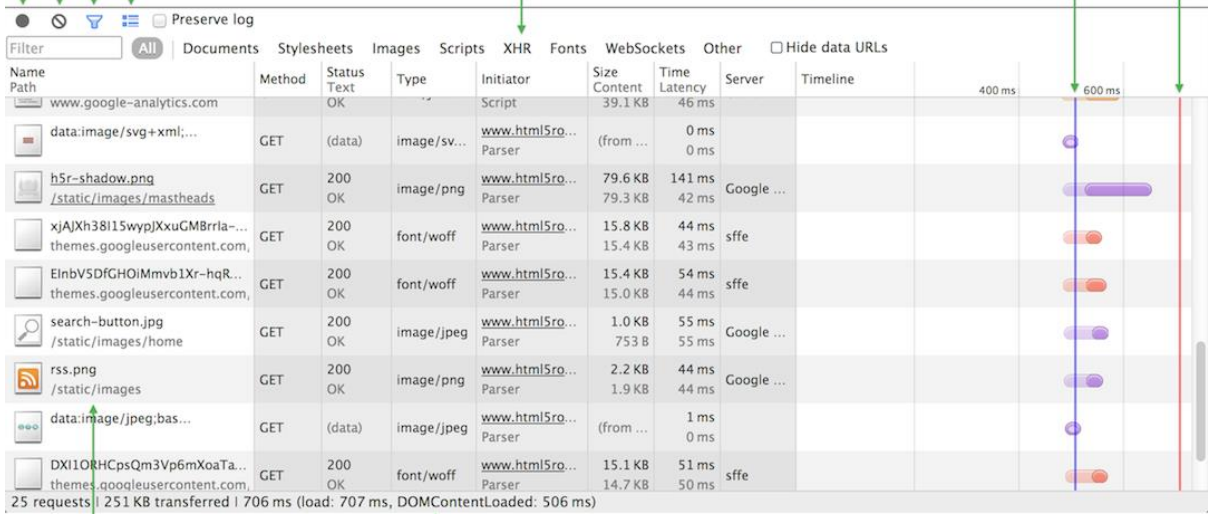 Preserve log
Filter All Documents Stylesheets Images Scripts XHR Fonts WebSockets Other Hide data URLs
Name Path Method Status Text Type Initiator Size Content Time Latency Server Timeline 400 ms 600 ms
www.google-analytics.com OK Script 39.1 KB 46 ms
data:image/svg+xml;... GET (data) image/sv... www.html5ro... Parser (from ... 0 ms 0 ms
h5r-shadow.png GET 200 image/png www.html5ro... 79.6 KB 141 ms Google ...
/static/images/mastheads OK Parser 79.3 KB 42 ms
GET 200 font/woff www.html5ro... 15.8 KB 44 ms sffe
themes.googleusercontent.com, OK Parser 15.4 KB 43 ms
GET 200 font/woff www.html5ro... 15.4 KB 54 ms sffe
themes.googleusercontent.com, OK Parser 15.0 KB 44 ms
search-button.jpg GET 200 image/jpeg www.html5ro... 1.0 KB 55 ms Google ...
/static/images/home OK Parser 753 B 55 ms
rss.png GET 200 image/png www.html5ro... 2.2 KB 44 ms Google ...
/static/images OK Parser 1.9 KB 44 ms
data:image/jpeg;bas... GET (data) image/jpeg www.html5ro... Parser (from ... 1 ms 0 ms
GET 200 font/woff www.html5ro... 15.1 KB 51 ms sffe
themes.googleusercontent.com, OK Parser 14.7 KB 50 ms
25 requests | 251 KB transferred | 706 ms (load: 707 ms, DOMContentLoaded: 506 ms)